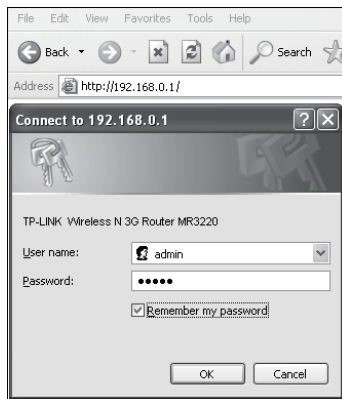 File Edit View Favorites Tools Help
Back Search
Address http://192.168.0.1/
Connect to 192.168.0.1
TP-LINK Wireless N 3G Router MR3220
User name: admin
Password: •••••
Remember my password
OK Cancel